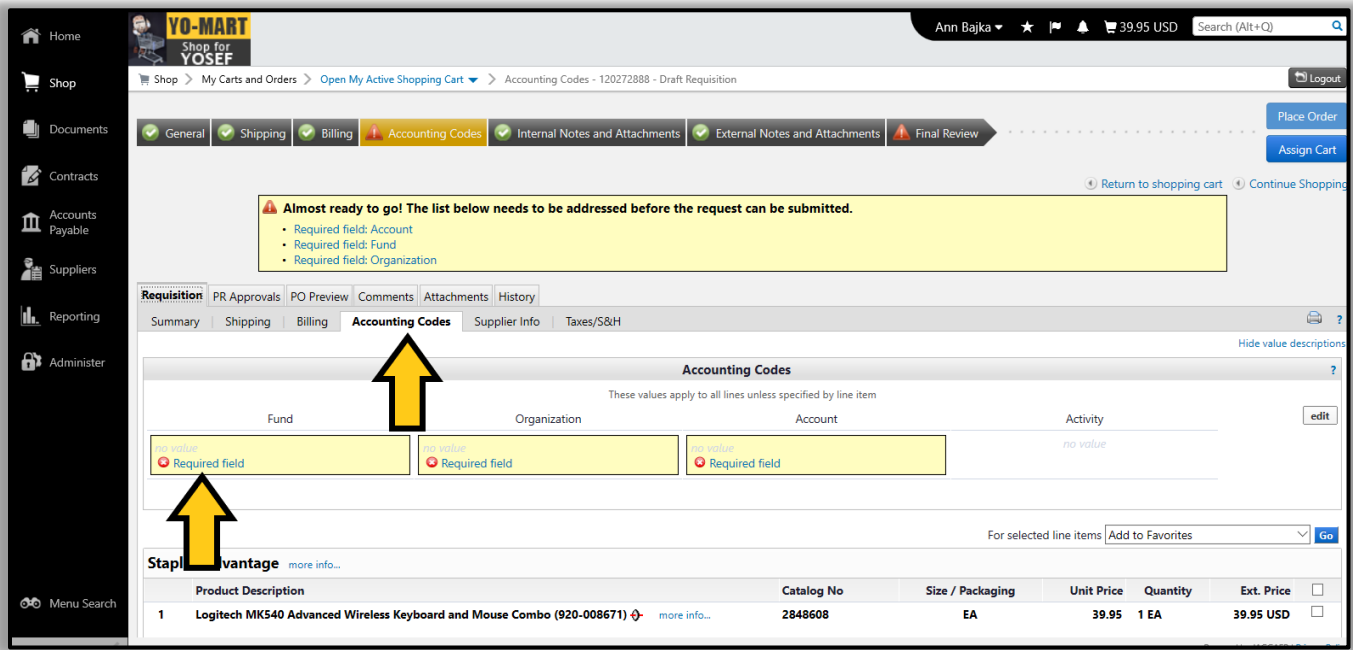 YO-MART
Shop for
YOSEF
Ann Bajka
39.95 USD
Search (Alt+Q)
Home
Shop
Documents
Contracts
Accounts
Payable
Suppliers
Reporting
Administer
Menu Search
Shop > My Carts and Orders > Open My Active Shopping Cart > Accounting Codes - 120272888 - Draft Requisition
Logout
General Shipping Billing Accounting Codes Internal Notes and Attachments External Notes and Attachments Final Review
Place Order
Assign Cart
Return to shopping cart Continue Shopping
Almost ready to go! The list below needs to be addressed before the request can be submitted.
• Required field: Account
• Required field: Fund
• Required field: Organization
Requisition PR Approvals PO Preview Comments Attachments History
Summary Shipping Billing Accounting Codes Supplier Info Taxes/S&H ?
Hide value descriptions
Accounting Codes ?
These values apply to all lines unless specified by line item
Fund Organization Account Activity edit
no value no value no value no value
Required field Required field Required field
For selected line items Add to Favorites Go
more info...
Product Description Catalog No Size / Packaging Unit Price Quantity Ext. Price
1 Logitech MK540 Advanced Wireless Keyboard and Mouse Combo (920-008671) more info... 2848608 EA 39.95 1 EA 39.95 USD